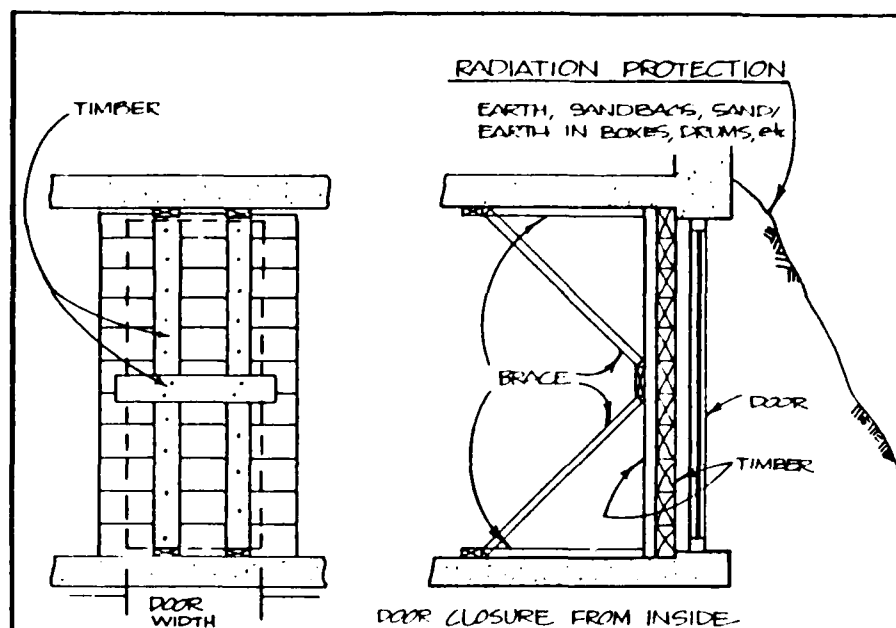 RADIATION PROTECTION
EARTH, SANDBAGS, SAND/
EARTH IN BOXES, DRUMS, etc
TIMBER
BRACE
DOOR
TIMBER
DOOR
WIDTH
DOOR CLOSURE FROM INSIDE